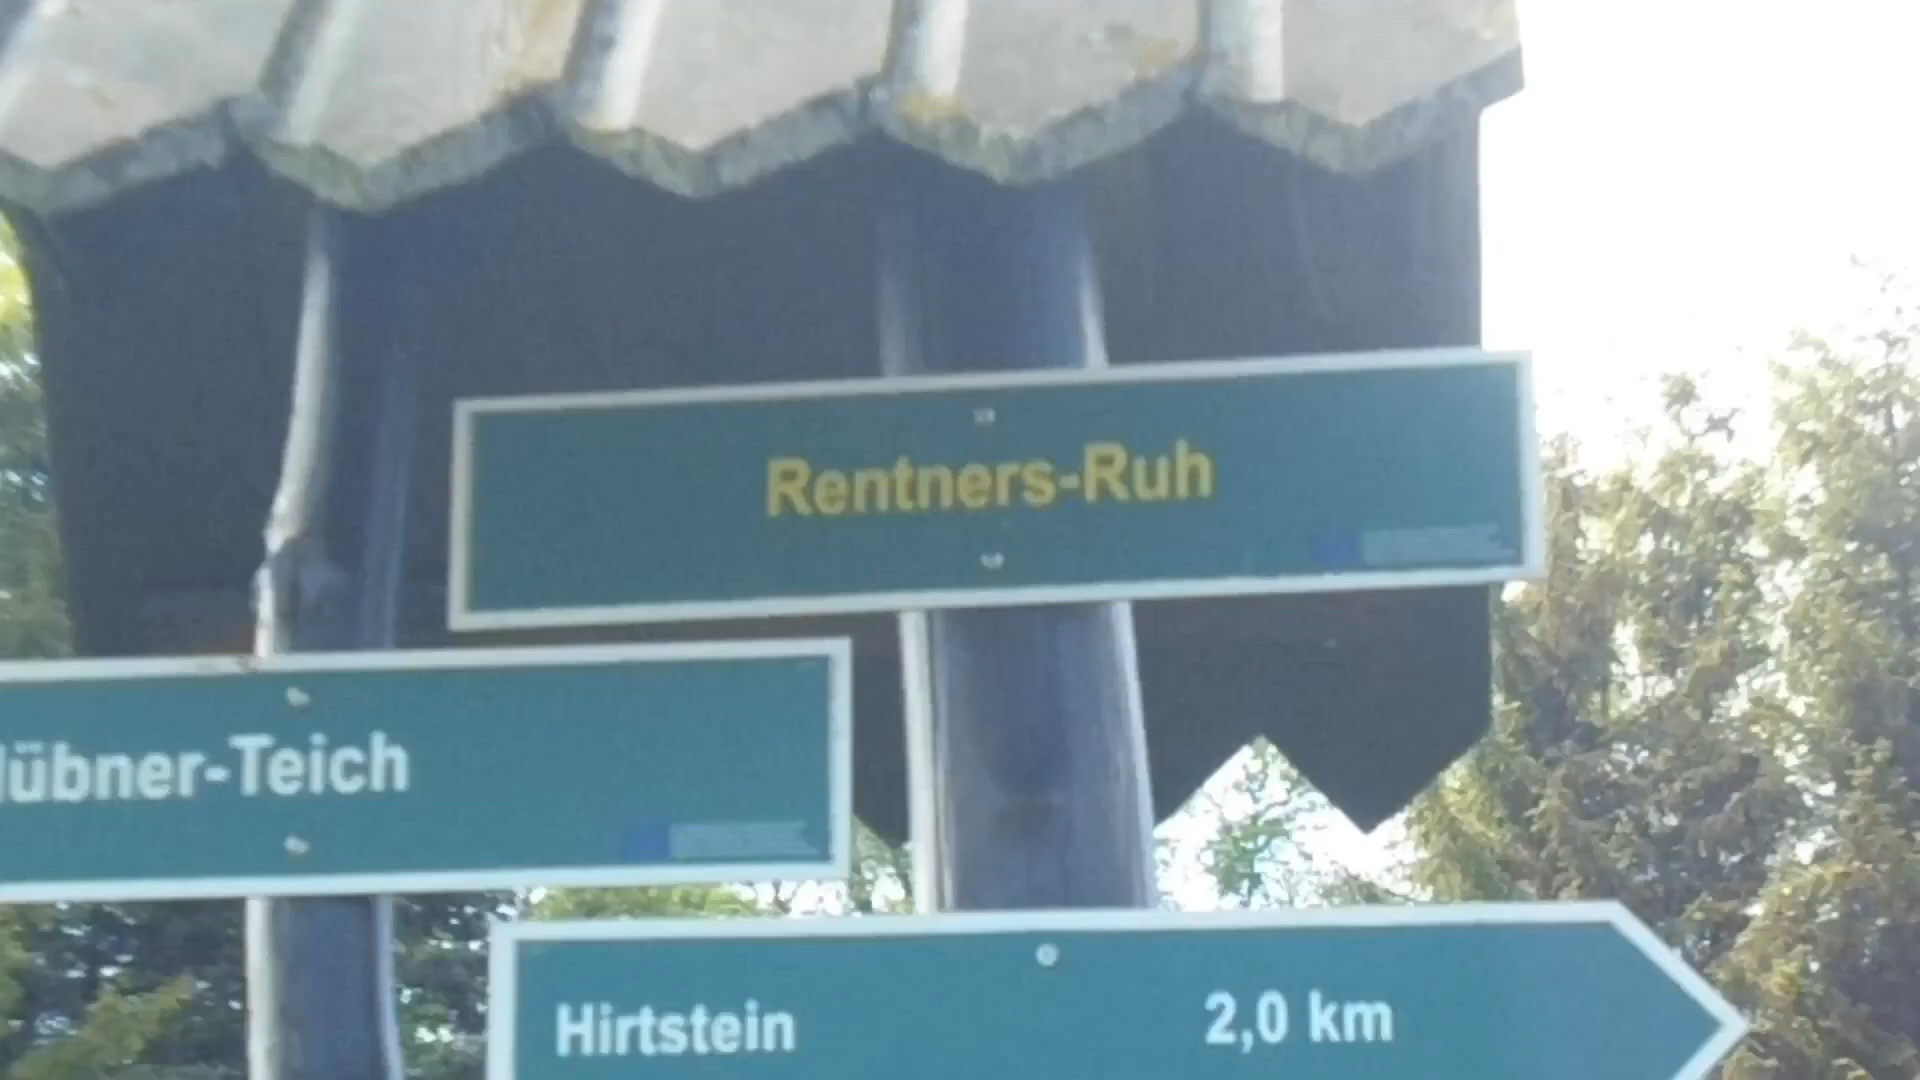 Rentners-Ruh
übner-Teich
Hirtstein 2,0 km